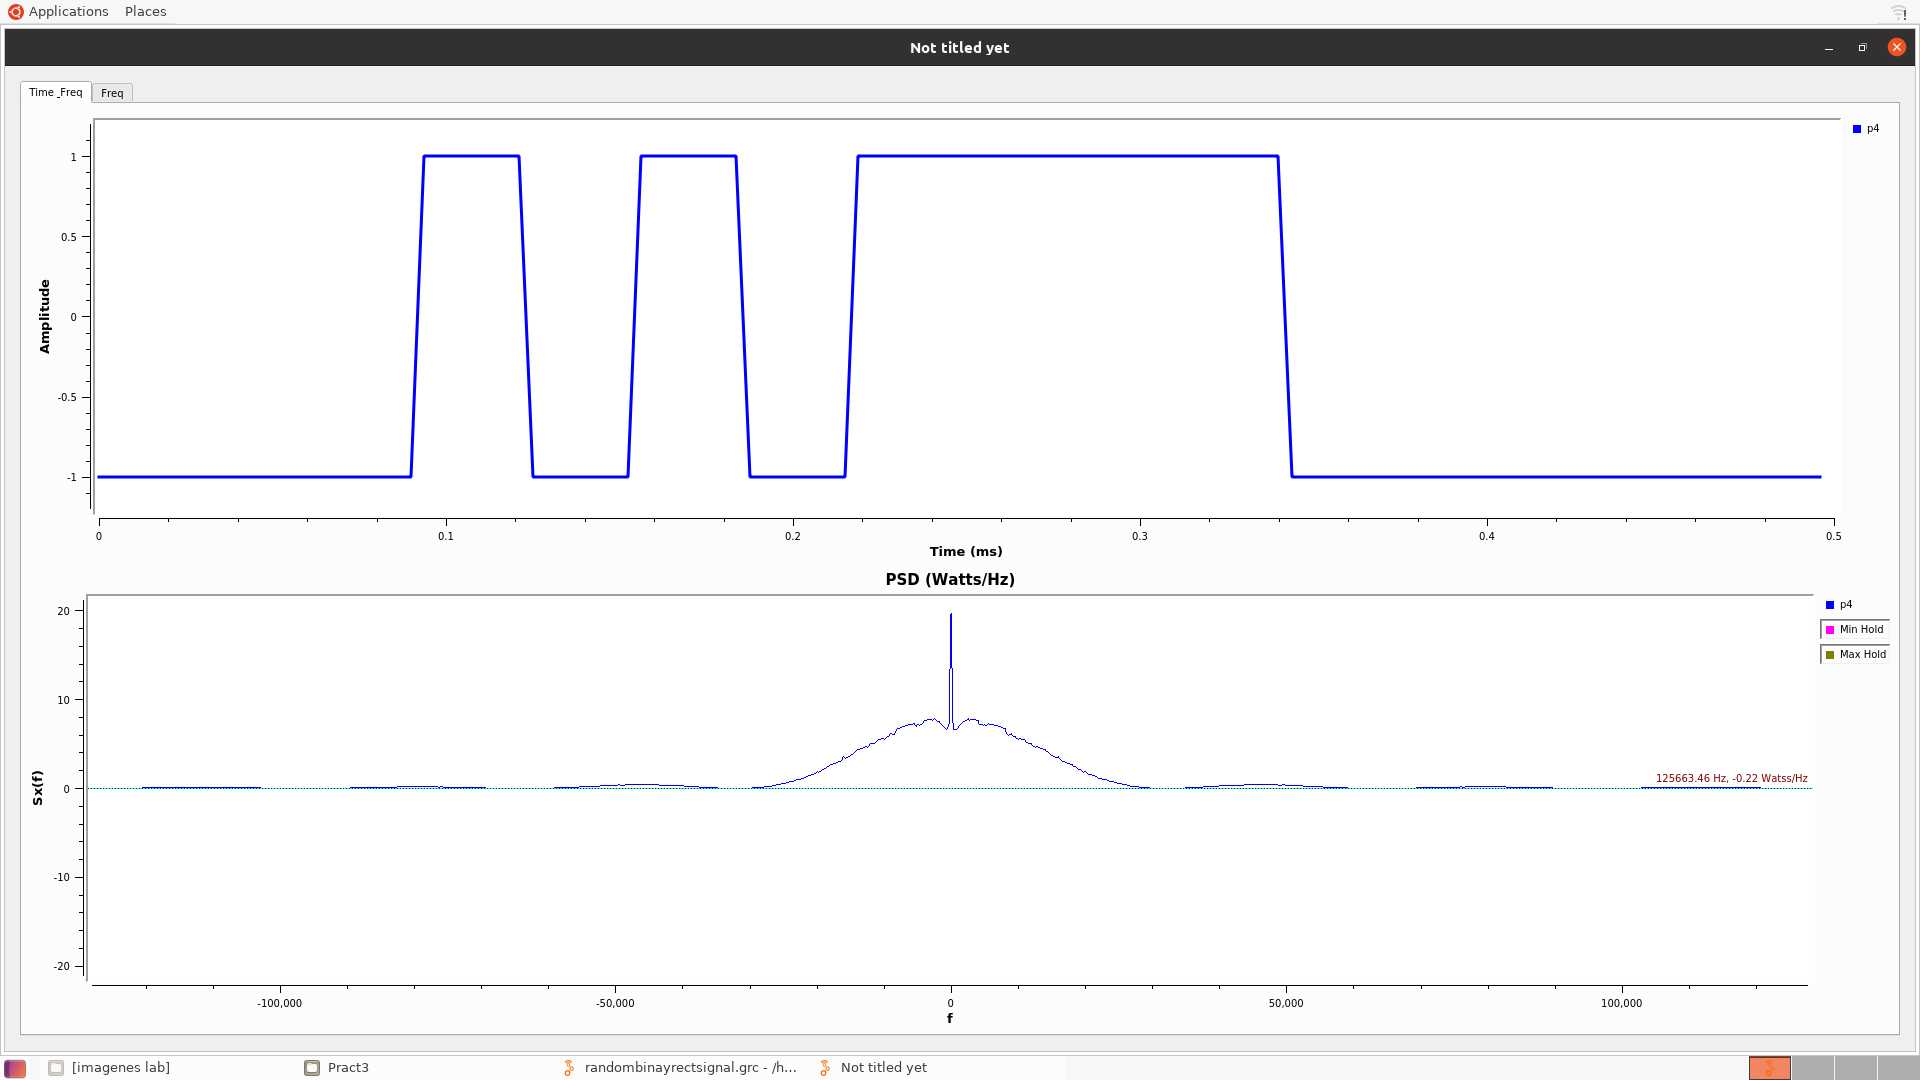 Applications Places
Not titled yet
Time _Freq Freq
p4
1
0.5
0
-0.5
-1
Amplitude
0 0.1 0.2 0.3 0.4 0.5
Time (ms)
PSD (Watts/Hz)
p4
Min Hold
Max Hold
20
10
0
-10
-20
Sx(f)
125663.46 Hz, -0.22 Watss/Hz
-100,000 -50,000 0 50,000 100,000
f
[imagenes lab] Pract3 randombinayrectsignal.grc - /h... Not titled yet